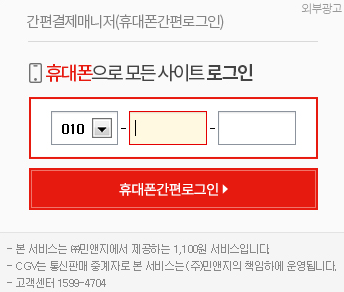 외부광고
간편결제매니저(휴대폰간편로그인)
휴대폰으로 모든 사이트 로그인
010 - -
휴대폰간편로그인
- 본 서비스는 ㈜민앤지에서 제공하는 1,100원 서비스입니다.
- CGV는 통신판매 중계자로 본 서비스는 (주)민앤지의 책임하에 운영됩니다.
- 고객센터 1599-4704